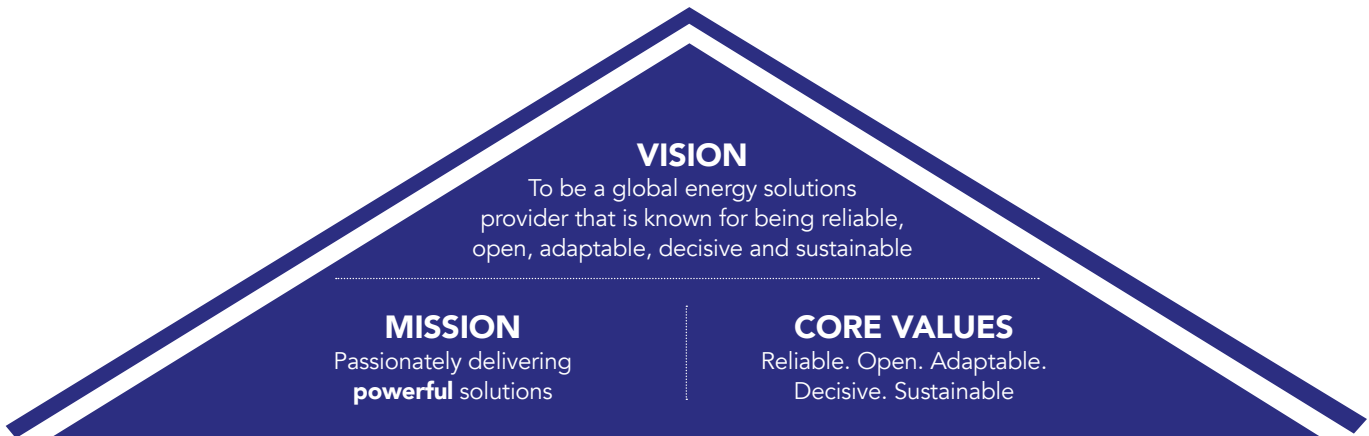 VISION
To be a global energy solutions
provider that is known for being reliable,
open, adaptable, decisive and sustainable
MISSION
Passionately delivering
powerful solutions
CORE VALUES
Reliable. Open. Adaptable.
Decisive. Sustainable